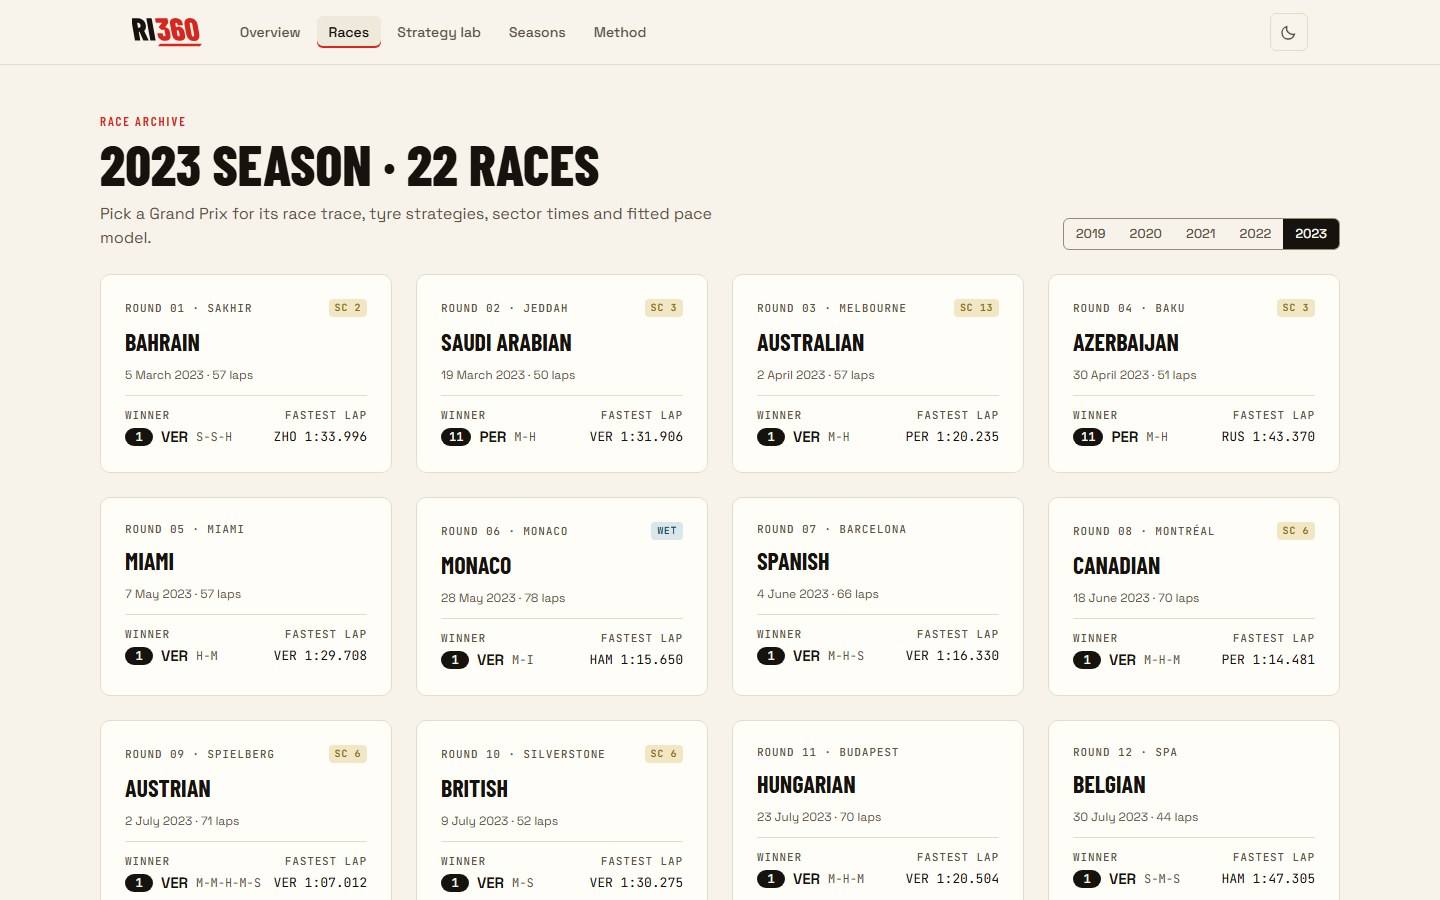 RI360
Overview
Races
Strategy lab
Seasons
Method
RACE ARCHIVE
2023 SEASON · 22 RACES
Pick a Grand Prix for its race trace, tyre strategies, sector times and fitted pace
model.
2019 2020 2021 2022 2023
ROUND 01 · SAKHIR SC 2
BAHRAIN
5 March 2023 · 57 laps
WINNER FASTEST LAP
1 VER S-S-H ZHO 1:33.996
ROUND 02 · JEDDAH SC 3
SAUDI ARABIAN
19 March 2023 · 50 laps
WINNER FASTEST LAP
11 PER M-H VER 1:31.906
ROUND 03 · MELBOURNE SC 13
AUSTRALIAN
2 April 2023 · 57 laps
WINNER FASTEST LAP
1 VER M-H PER 1:20.235
ROUND 04 · BAKU SC 3
AZERBAIJAN
30 April 2023 · 51 laps
WINNER FASTEST LAP
11 PER M-H RUS 1:43.370
ROUND 05 · MIAMI
MIAMI
7 May 2023 · 57 laps
WINNER FASTEST LAP
1 VER H-M VER 1:29.708
ROUND 06 · MONACO WET
MONACO
28 May 2023 · 78 laps
WINNER FASTEST LAP
1 VER M-I HAM 1:15.650
ROUND 07 · BARCELONA
SPANISH
4 June 2023 · 66 laps
WINNER FASTEST LAP
1 VER M-H-S VER 1:16.330
ROUND 08 · MONTRÉAL SC 6
CANADIAN
18 June 2023 · 70 laps
WINNER FASTEST LAP
1 VER M-H-M PER 1:14.481
ROUND 09 · SPIELBERG SC 6
AUSTRIAN
2 July 2023 · 71 laps
WINNER FASTEST LAP
1 VER M-M-H-M-S VER 1:07.012
ROUND 10 · SILVERSTONE SC 6
BRITISH
9 July 2023 · 52 laps
WINNER FASTEST LAP
1 VER M-S VER 1:30.275
ROUND 11 · BUDAPEST
HUNGARIAN
23 July 2023 · 70 laps
WINNER FASTEST LAP
1 VER M-H-M VER 1:20.504
ROUND 12 · SPA
BELGIAN
30 July 2023 · 44 laps
WINNER FASTEST LAP
1 VER S-M-S HAM 1:47.305